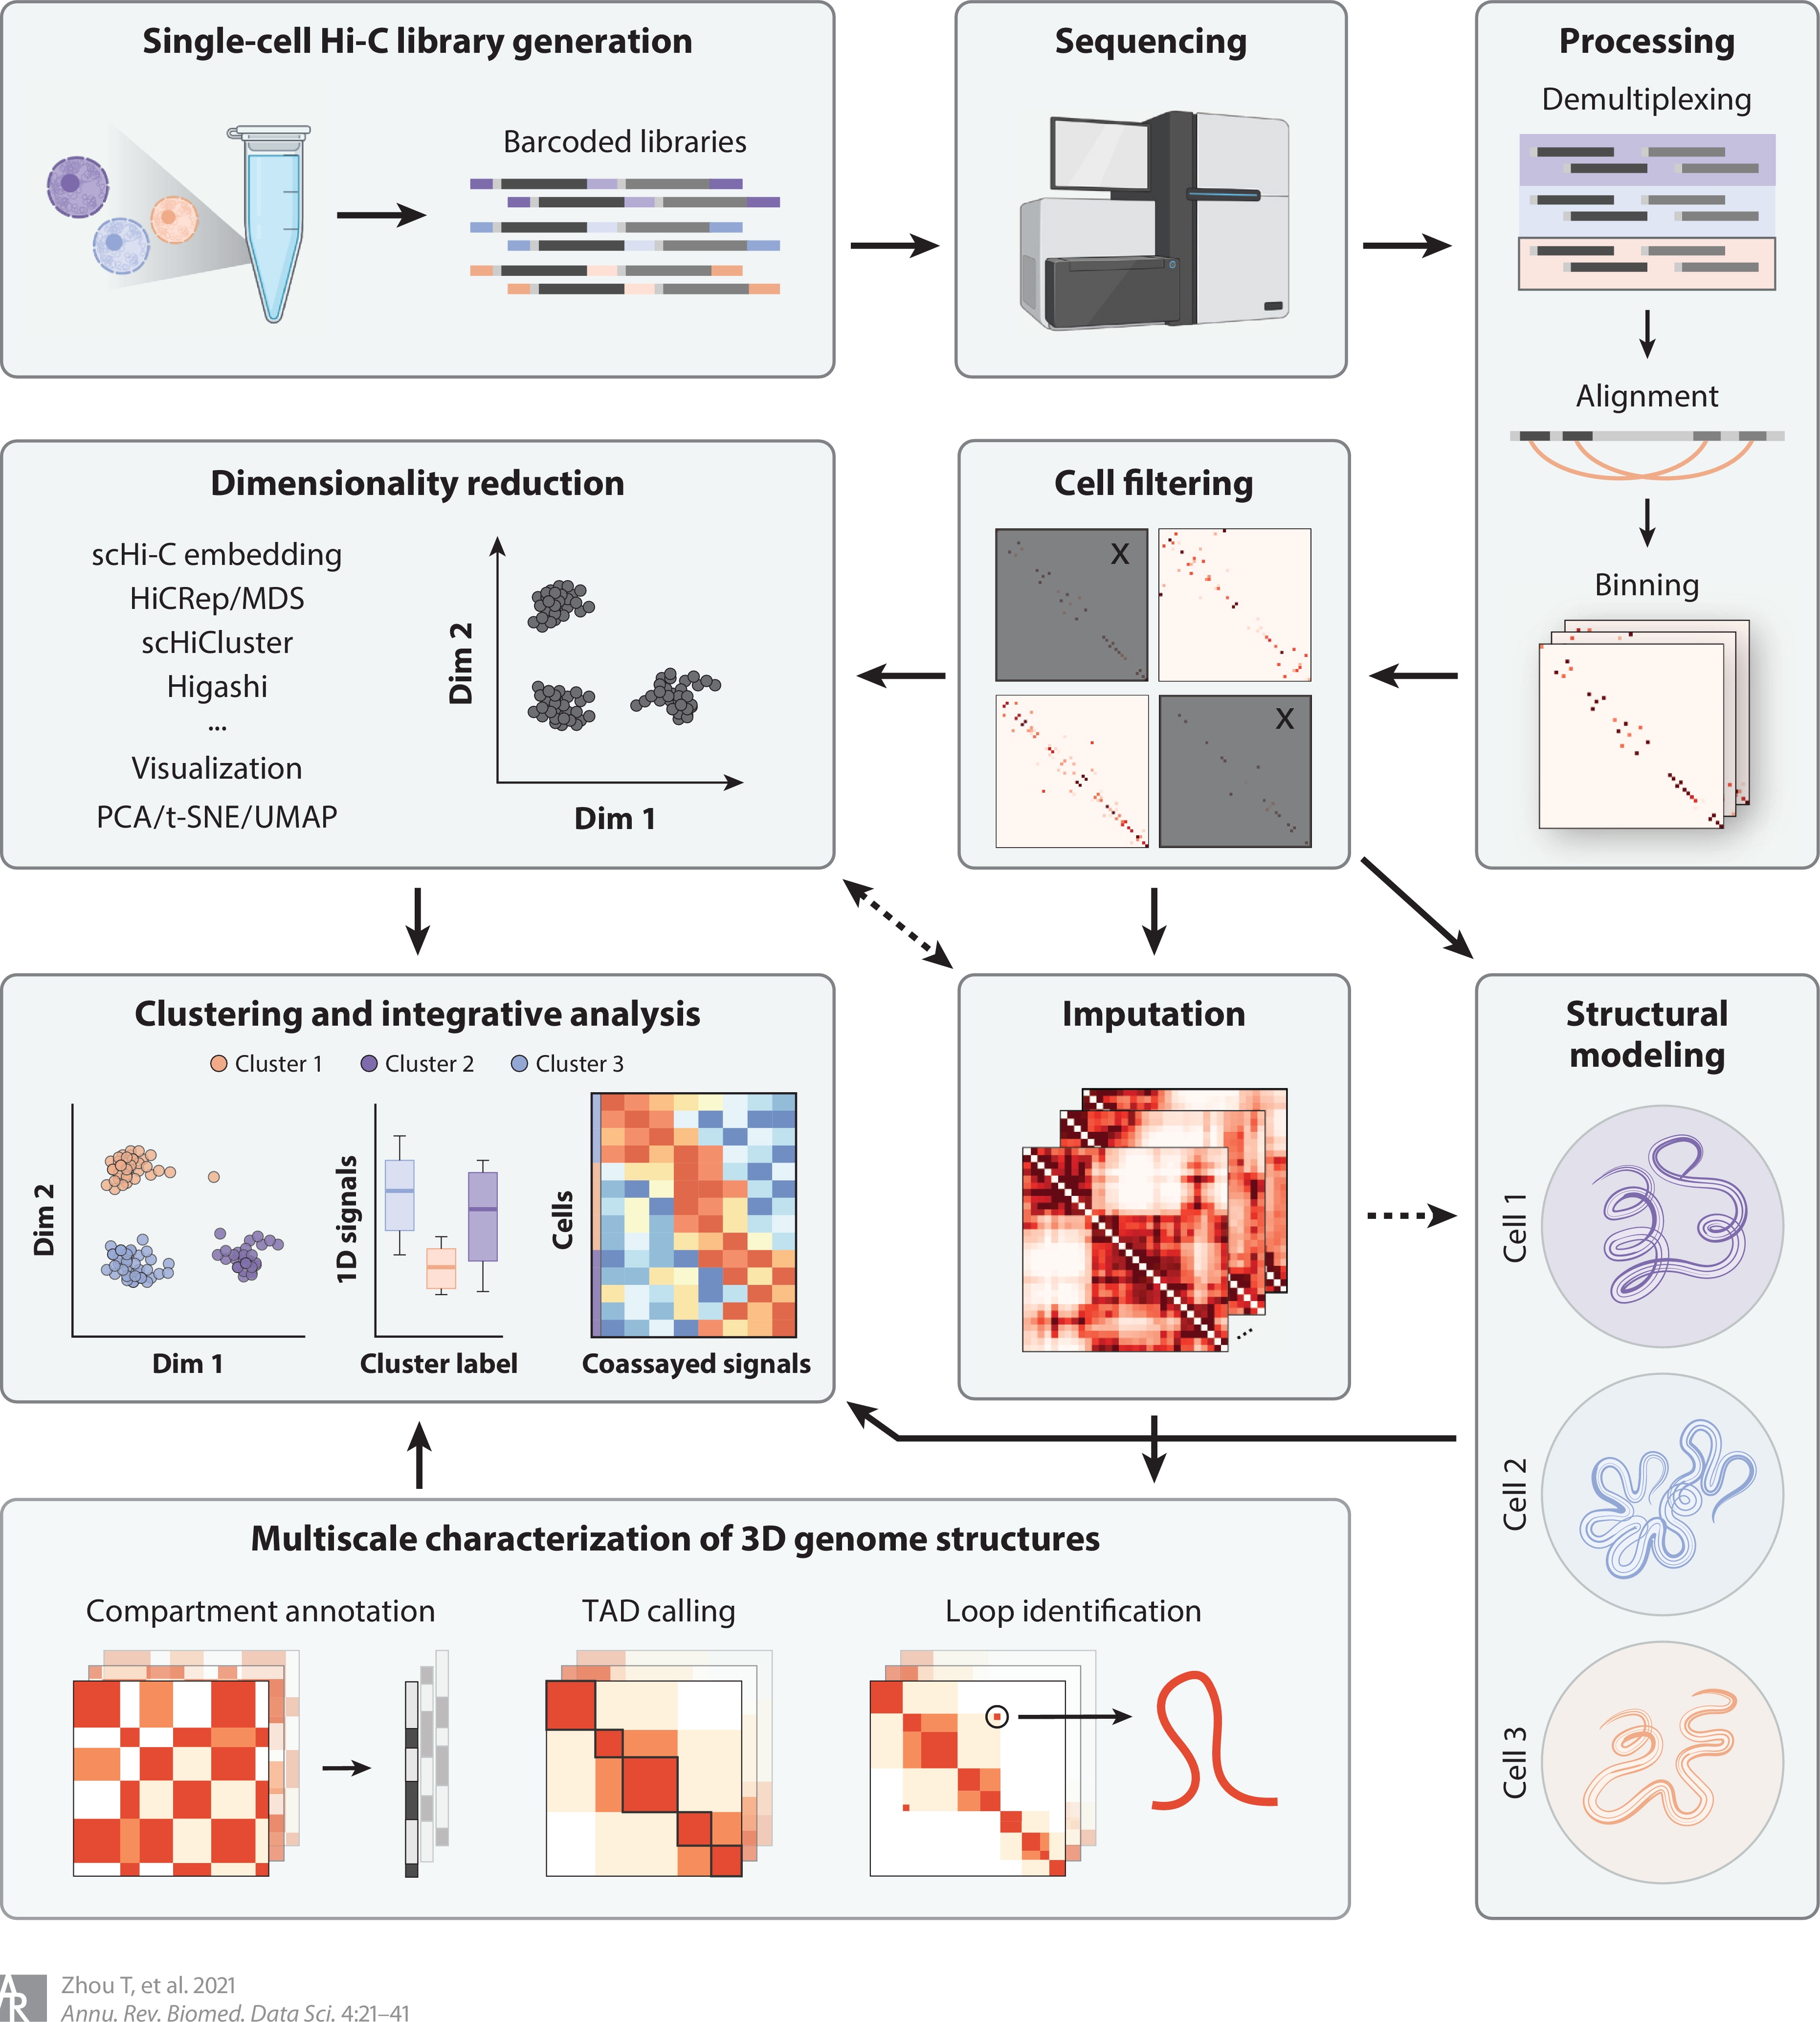 Single-cell Hi-C library generation
Barcoded libraries
Sequencing
Processing
Demultiplexing
Alignment
Binning
Dimensionality reduction
scHi-C embedding
HiCRep/MDS
scHiCluster
Higashi
...
Visualization
PCA/t-SNE/UMAP
Dim 2
Dim 1
Cell filtering
X
X
Clustering and integrative analysis
Cluster 1
Cluster 2
Cluster 3
Dim 2
Dim 1
1D signals
Cluster label
Cells
Coassayed signals
Imputation
Structural
modeling
Cell 1
Cell 2
Cell 3
Multiscale characterization of 3D genome structures
Compartment annotation
TAD calling
Loop identification
AR
Zhou T, et al. 2021
Annu. Rev. Biomed. Data Sci. 4:21–41